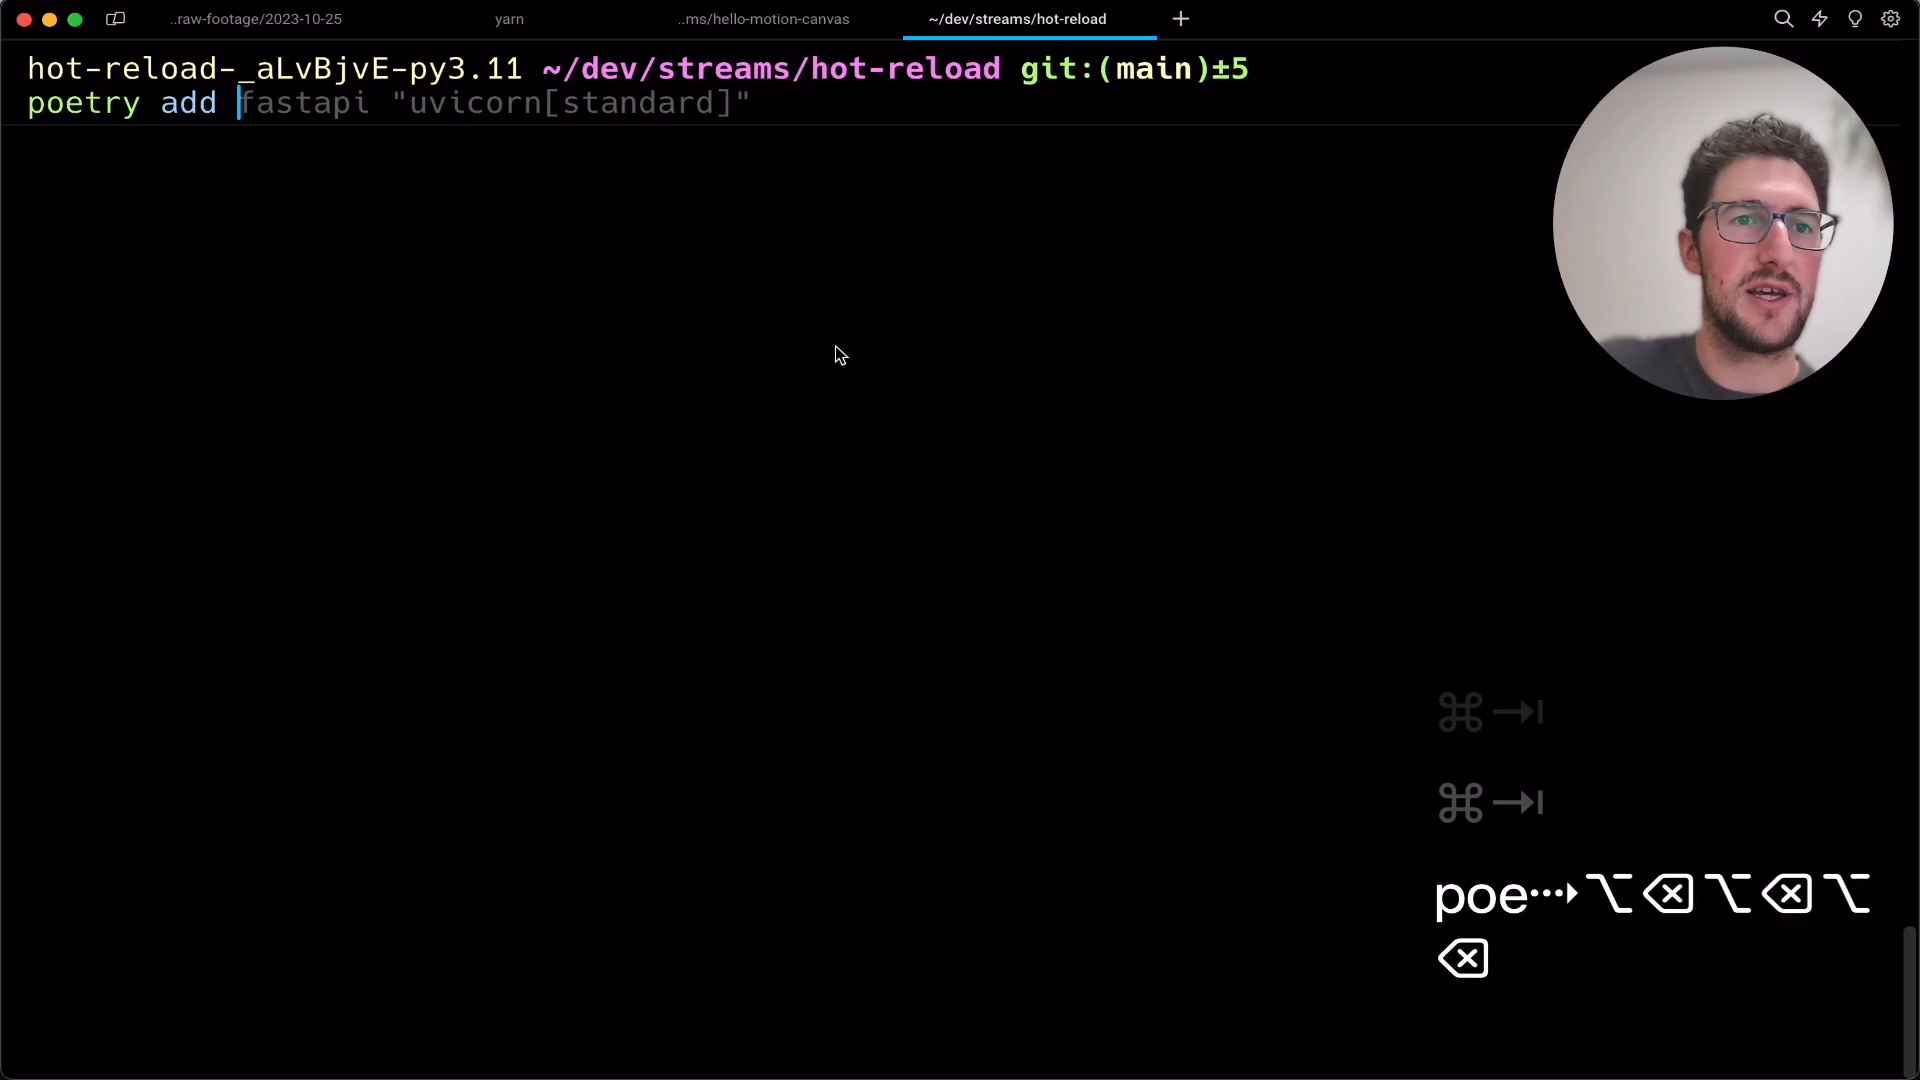 ..raw-footage/2023-10-25 yarn ..ms/hello-motion-canvas ~/dev/streams/hot-reload +
hot-reload-_aLvBjvE-py3.11 ~/dev/streams/hot-reload git:(main)±5
poetry add fastapi "uvicorn[standard]"
⌘⇥
⌘⇥
poe⋯▸⌥⌫⌥⌫⌥
⌫